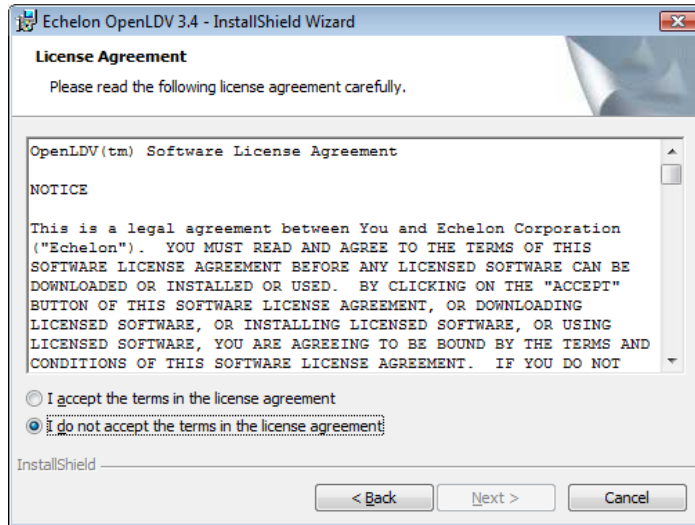 Echelon OpenLDV 3.4 - InstallShield Wizard
License Agreement
Please read the following license agreement carefully.
OpenLDV(tm) Software License Agreement
NOTICE
This is a legal agreement between You and Echelon Corporation
("Echelon").  YOU MUST READ AND AGREE TO THE TERMS OF THIS
SOFTWARE LICENSE AGREEMENT BEFORE ANY LICENSED SOFTWARE CAN BE
DOWNLOADED OR INSTALLED OR USED.  BY CLICKING ON THE "ACCEPT"
BUTTON OF THIS SOFTWARE LICENSE AGREEMENT, OR DOWNLOADING
LICENSED SOFTWARE, OR INSTALLING LICENSED SOFTWARE, OR USING
LICENSED SOFTWARE, YOU ARE AGREEING TO BE BOUND BY THE TERMS AND
CONDITIONS OF THIS SOFTWARE LICENSE AGREEMENT.  IF YOU DO NOT
I accept the terms in the license agreement
I do not accept the terms in the license agreement
InstallShield
< Back Next > Cancel